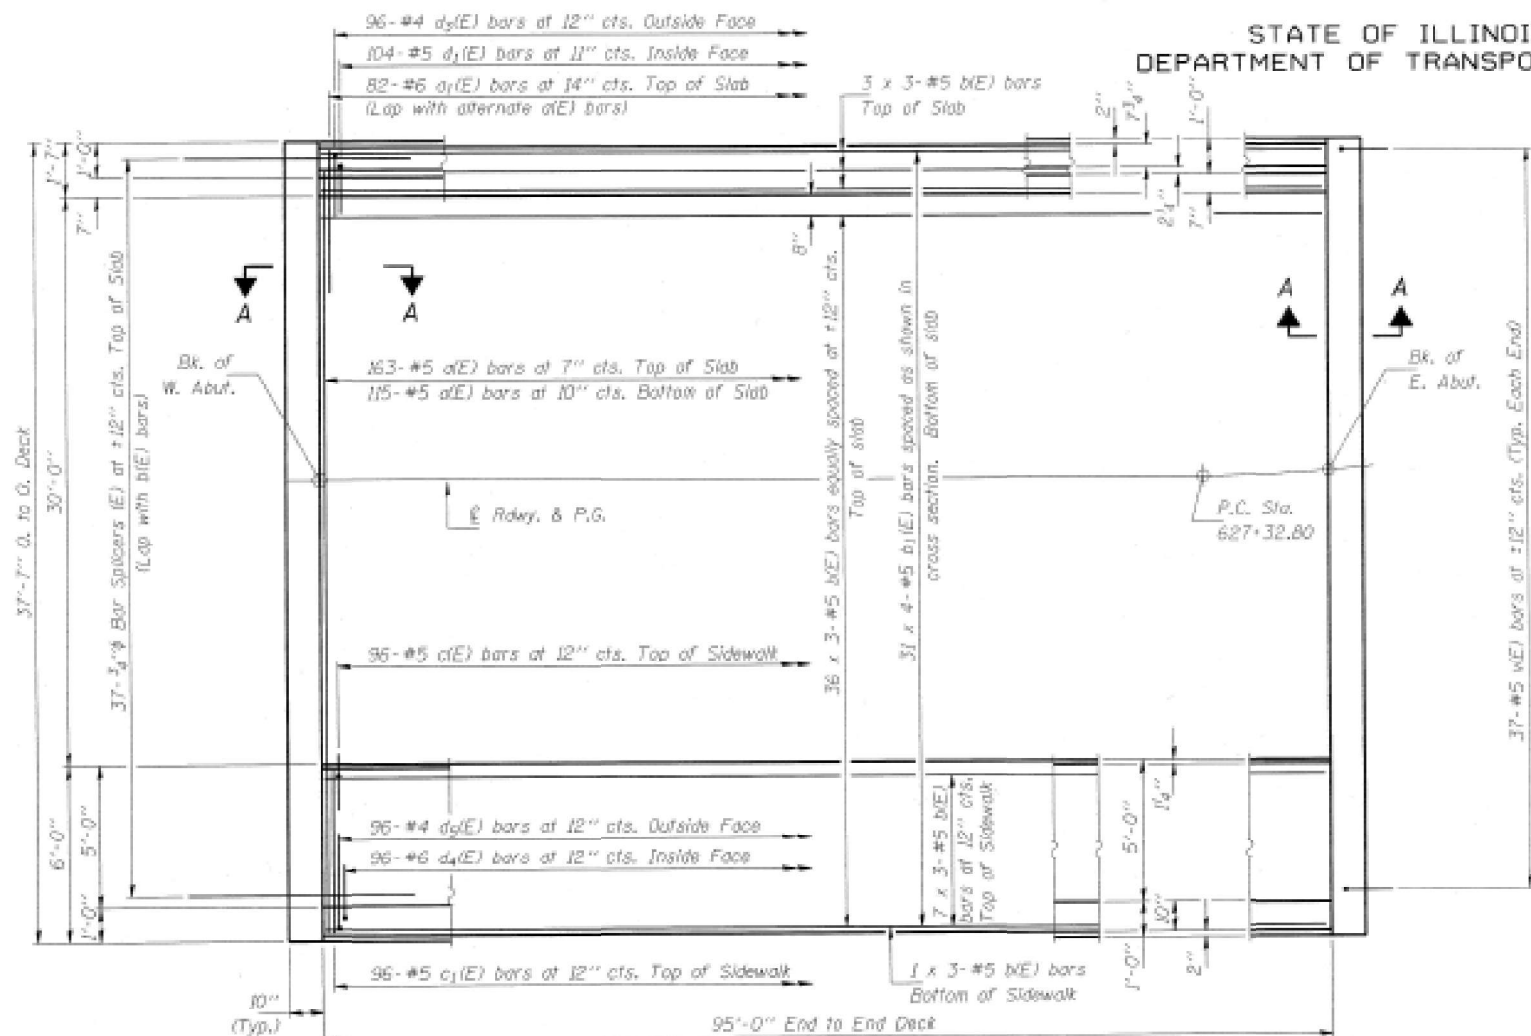 STATE OF ILLINOI
DEPARTMENT OF TRANSPO
96-#4 d5(E) bars at 12" cts. Outside Face
104-#5 d1(E) bars at 11" cts. Inside Face
82-#6 a1(E) bars at 14" cts. Top of Slab
(Lap with alternate a(E) bars)
3 x 3-#5 b(E) bars
Top of Slab
2"
7¾"
1'-0"
2¼"
7"
1'-7"
1'-0"
7"
8"
A
A
A
A
Bk. of
W. Abut.
163-#5 a(E) bars at 7" cts. Top of Slab
115-#5 a(E) bars at 10" cts. Bottom of Slab
Bk. of
E. Abut.
37'-7" O. to O. Deck
30'-0"
37-¾"φ Bar Splicers (E) at ±12" cts. Top of Slab
(Lap with b(E) bars)
36 x 3-#5 b(E) bars equally spaced at ±12" cts.
Top of slab
31 x 4-#5 b1(E) bars spaced as shown in
cross section. Bottom of slab
37-#5 v(E) bars at ±12" cts. (Typ. Each End)
℄ Rdwy. & P.G.
P.C. Sta.
627+32.80
96-#5 c(E) bars at 12" cts. Top of Sidewalk
6'-0"
5'-0"
1'-0"
96-#4 d5(E) bars at 12" cts. Outside Face
96-#6 d4(E) bars at 12" cts. Inside Face
7 x 3-#5 b(E)
bars at 12" cts.
Top of Sidewalk
5'-0"
10"
1'-0"
2"
96-#5 c1(E) bars at 12" cts. Top of Sidewalk
1 x 3-#5 b(E) bars
Bottom of Sidewalk
10"
(Typ.)
95'-0" End to End Deck